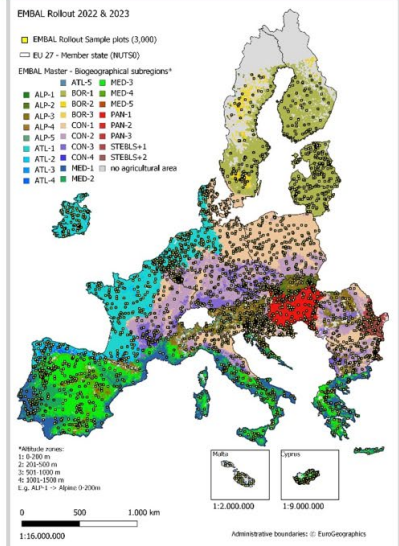 EMBAL Rollout 2022 & 2023
EMBAL Rollout Sample plots (3,000)
EU 27 - Member state (NUTS0)
EMBAL Master - Biogeographical subregions*
ALP-1
ALP-2
ALP-3
ALP-4
ALP-5
ATL-1
ATL-2
ATL-3
ATL-4
ATL-5
BOR-1
BOR-2
BOR-3
CON-1
CON-2
CON-3
CON-4
MED-1
MED-2
MED-3
MED-4
MED-5
PAN-1
PAN-2
PAN-3
STEBLS+1
STEBLS+2
no agricultural area
*Altitude zones:
1: 0-200 m
2: 201-500 m
3: 501-1000 m
4: 1001-1500 m
E.g. ALP-1 -> Alpine 0-200m
Malta
Cyprus
1:2.000.000
1:9.000.000
0 500 1.000 km
1:16.000.000
Administrative boundaries: © EuroGeographics